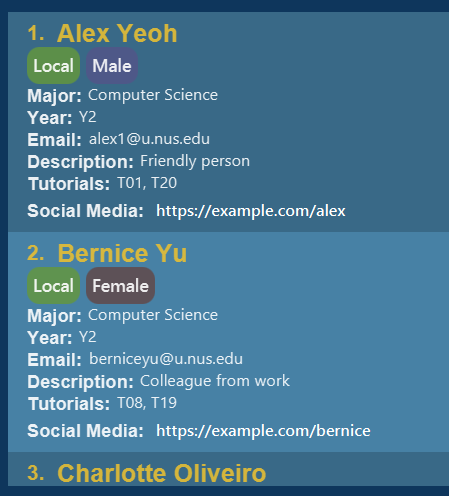 1. Alex Yeoh
Local Male
Major: Computer Science
Year: Y2
Email: alex1@u.nus.edu
Description: Friendly person
Tutorials: T01, T20
Social Media: https://example.com/alex
2. Bernice Yu
Local Female
Major: Computer Science
Year: Y2
Email: berniceyu@u.nus.edu
Description: Colleague from work
Tutorials: T08, T19
Social Media: https://example.com/bernice
3. Charlotte Oliveiro